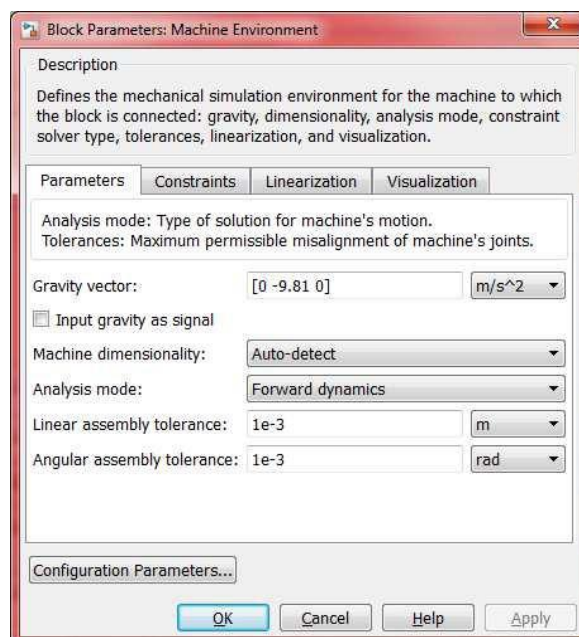 Block Parameters: Machine Environment
Description
Defines the mechanical simulation environment for the machine to which
the block is connected: gravity, dimensionality, analysis mode, constraint
solver type, tolerances, linearization, and visualization.
Parameters Constraints Linearization Visualization
Analysis mode: Type of solution for machine's motion.
Tolerances: Maximum permissible misalignment of machine's joints.
Gravity vector: [0 -9.81 0] m/s^2
Input gravity as signal
Machine dimensionality: Auto-detect
Analysis mode: Forward dynamics
Linear assembly tolerance: 1e-3 m
Angular assembly tolerance: 1e-3 rad
Configuration Parameters...
OK Cancel Help Apply